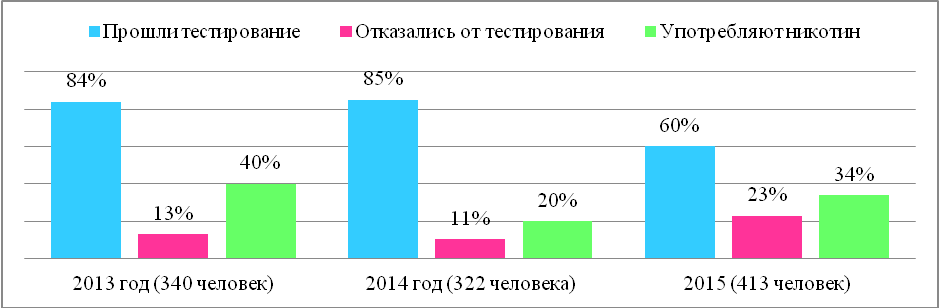 Прошли тестирование Отказались от тестирования Употребляют никотин
84% 85%
60%
40%
34%
13% 11% 20% 23%
2013 год (340 человек) 2014 год (322 человека) 2015 (413 человек)